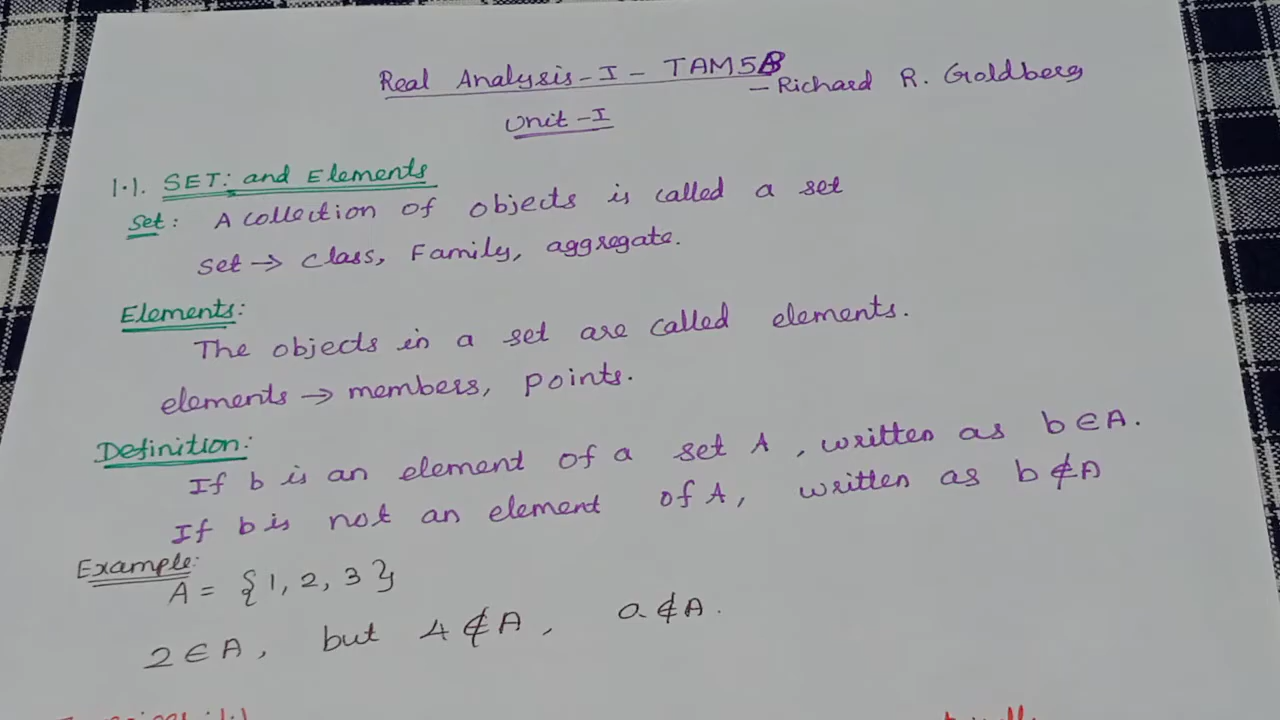 Real Analysis-I - TAM5B
- Richard R. Goldberg
Unit-I
1.1. SET: and Elements
Set: A collection of objects is called a set
Set → Class, Family, aggregate.
Elements:
The objects in a set are called elements.
elements → members, points.
Definition:
If b is an element of a set A, written as b∈A.
If b is not an element of A, written as b∉A
Example:
A = {1, 2, 3}
2∈A, but 4∉A, a∉A.
1.1